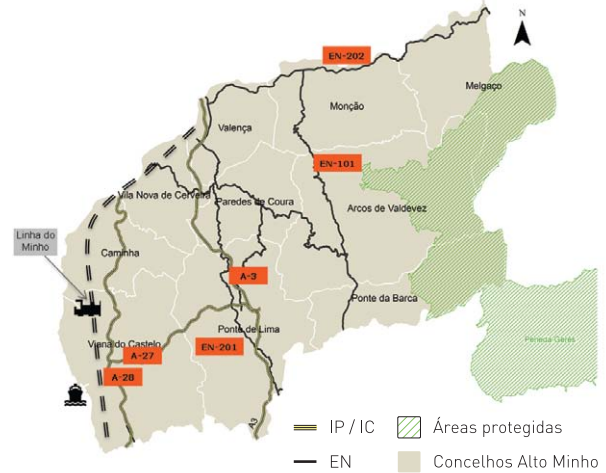 N
EN-202
Melgaço
Monção
Valença
EN-101
Vila Nova de Cerveira
Paredes de Coura
Arcos de Valdevez
Linha do
Minho
Caminha
A-3
Ponte da Barca
Ponte de Lima
Peneda Gerês
Viana do Castelo
EN-201
A-27
A-28
A3
IP / IC
Áreas protegidas
EN
Concelhos Alto Minho